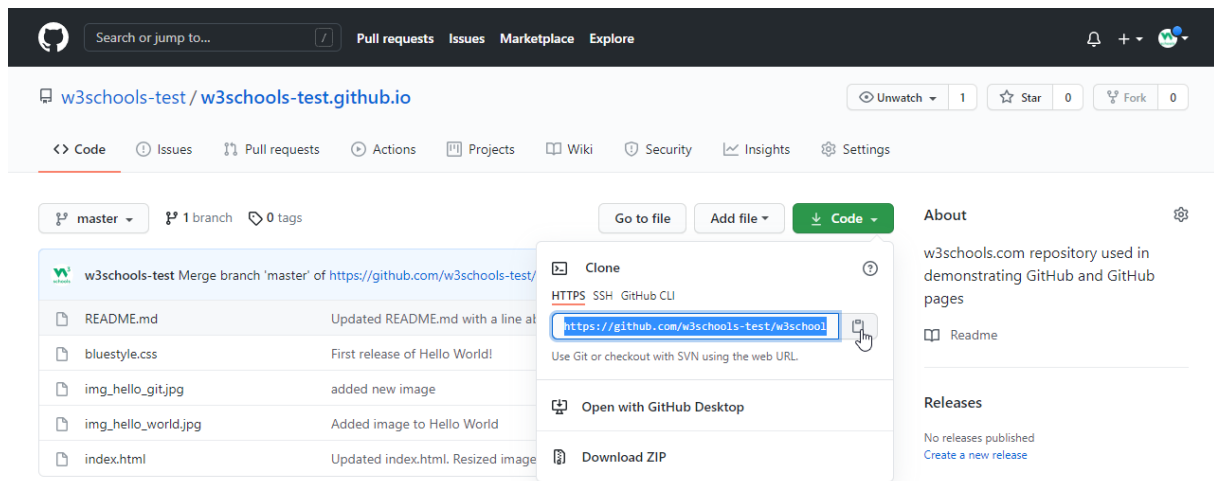 Search or jump to... /
Pull requests Issues Marketplace Explore
w3schools-test / w3schools-test.github.io
Unwatch 1 Star 0 Fork 0
<> Code Issues Pull requests Actions Projects Wiki Security Insights Settings
master 1 branch 0 tags
Go to file Add file Code
w3schools-test Merge branch 'master' of https://github.com/w3schools-test/
README.md Updated README.md with a line
bluestyle.css First release of Hello World!
img_hello_git.jpg added new image
img_hello_world.jpg Added image to Hello World
index.html Updated index.html. Resized image
Clone
HTTPS SSH GitHub CLI
https://github.com/w3schools-test/w3school
Use Git or checkout with SVN using the web URL.
Open with GitHub Desktop
Download ZIP
About
w3schools.com repository used in
demonstrating GitHub and GitHub
pages
Readme
Releases
No releases published
Create a new release